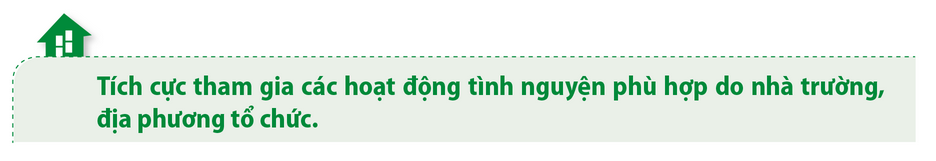 Tích cực tham gia các hoạt động tình nguyện phù hợp do nhà trường,
địa phương tổ chức.